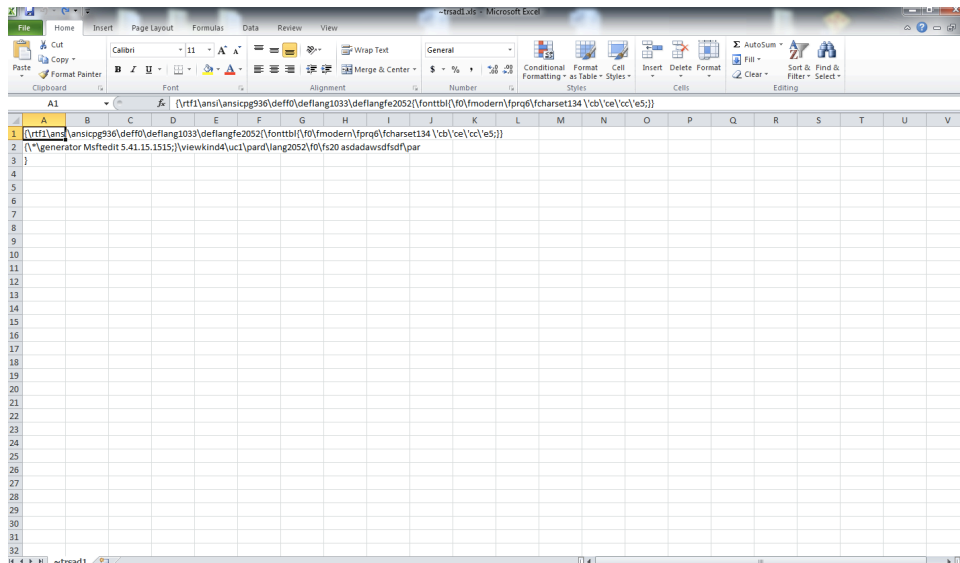 ~trsad1.xls - Microsoft Excel
File Home Insert Page Layout Formulas Data Review View
Cut
Copy
Format Painter
Paste
Clipboard
Calibri 11
B I U
Font
Wrap Text
Merge & Center
Alignment
General
$ % ,
Number
Conditional Formatting
Format as Table
Cell Styles
Styles
Insert Delete Format
Cells
Σ AutoSum
Fill
Clear
Sort & Filter
Find & Select
Editing
A1 fx {\rtf1\ansi\ansicpg936\deff0\deflang1033\deflangfe2052{\fonttbl{\f0\fmodern\fprq6\fcharset134 \'cb\'ce\'cc\'e5;}}
A B C D E F G H I J K L M N O P Q R S T U V
1 {\rtf1\ansi\ansicpg936\deff0\deflang1033\deflangfe2052{\fonttbl{\f0\fmodern\fprq6\fcharset134 \'cb\'ce\'cc\'e5;}}
2 {\*\generator Msftedit 5.41.15.1515;}\viewkind4\uc1\pard\lang2052\f0\fs20 asdadawsdfsdf\par
3 }
4
5
6
7
8
9
10
11
12
13
14
15
16
17
18
19
20
21
22
23
24
25
26
27
28
29
30
31
32
~trsad1